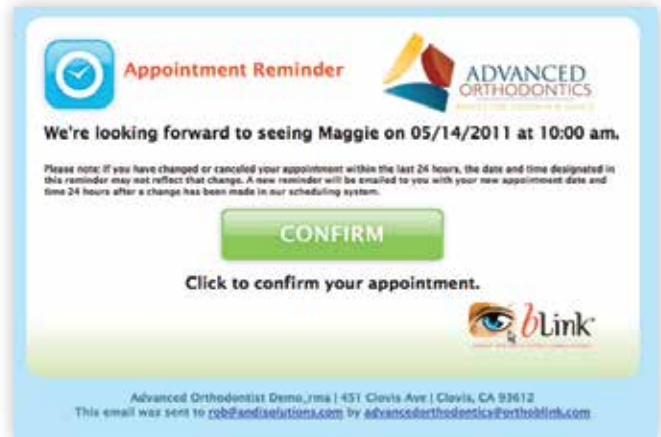 Appointment Reminder
ADVANCED
ORTHODONTICS
We're looking forward to seeing Maggie on 05/14/2011 at 10:00 am.
Please note: If you have changed or canceled your appointment within the last 24 hours, the date and time designated in
this reminder may not reflect that change. A new reminder will be emailed to you with your new appointment date and
time 24 hours after a change has been made in our scheduling system.
CONFIRM
Click to confirm your appointment.
bLink
Advanced Orthodontist Demo_rma | 451 Clovis Ave | Clovis, CA 93612
This email was sent to rob@andisolutions.com by advancedorthodontics@orthoblink.com